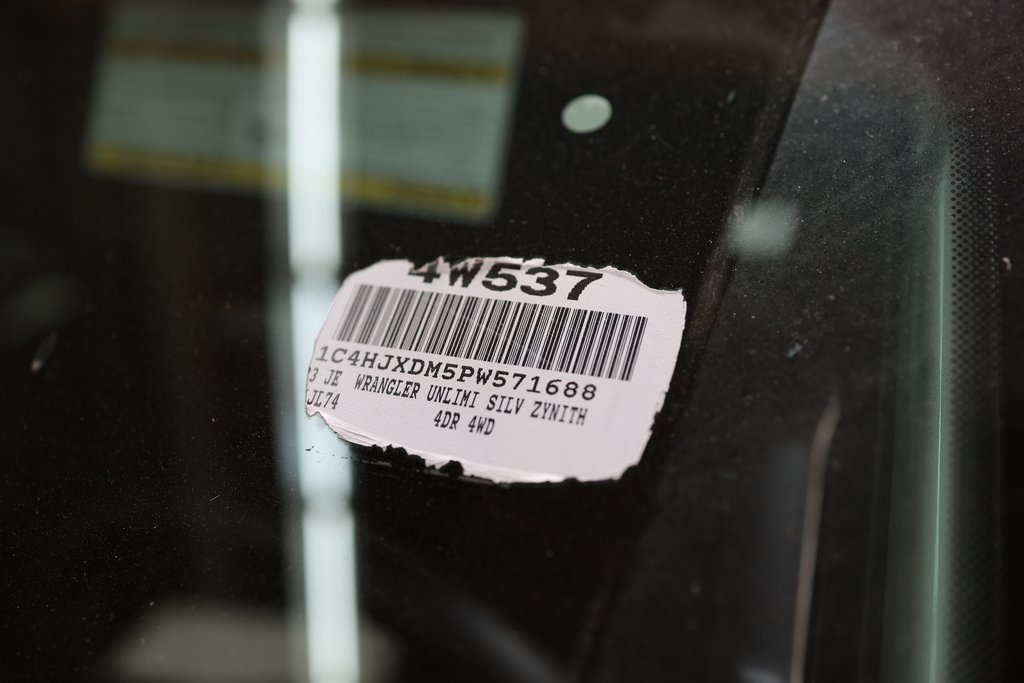 4W537
1C4HJXDM5PW571688
3 JE WRANGLER UNLIMI SILV ZYNITH
JL74 4DR 4WD